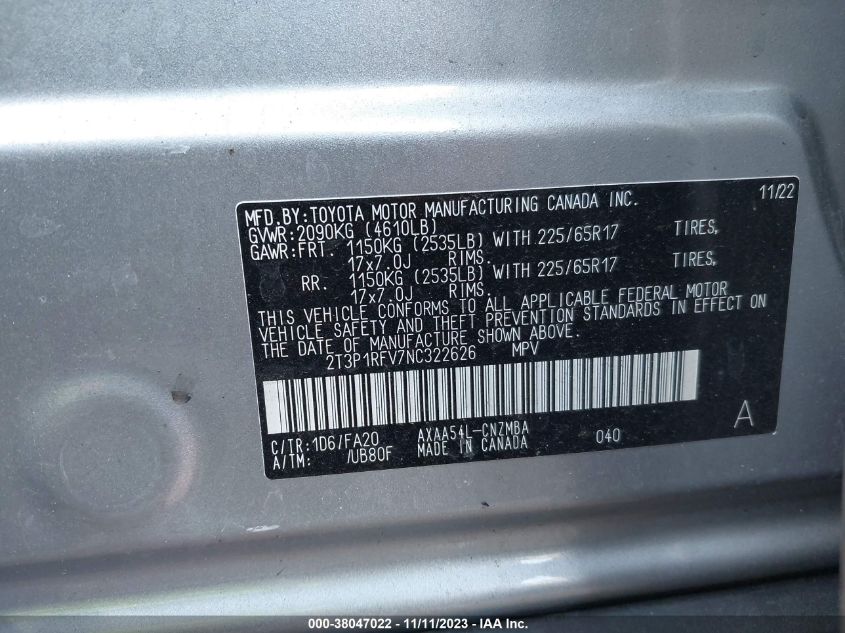 MFD.BY:TOYOTA MOTOR MANUFACTURING CANADA INC. 11/22
GVWR:2090KG (4610LB)
GAWR:FRT. 1150KG (2535LB) WITH 225/65R17 TIRES,
17x7.0J RIMS.
RR. 1150KG (2535LB) WITH 225/65R17 TIRES,
17x7.0J RIMS.
THIS VEHICLE CONFORMS TO ALL APPLICABLE FEDERAL MOTOR
VEHICLE SAFETY AND THEFT PREVENTION STANDARDS IN EFFECT ON
THE DATE OF MANUFACTURE SHOWN ABOVE.
2T3P1RFV7NC322626 MPV
C/TR:1D6/FA20 AXAA54L-CNZMBA 040 A
A/TM: /UB80F MADE IN CANADA
000-38047022 - 11/11/2023 - IAA Inc.